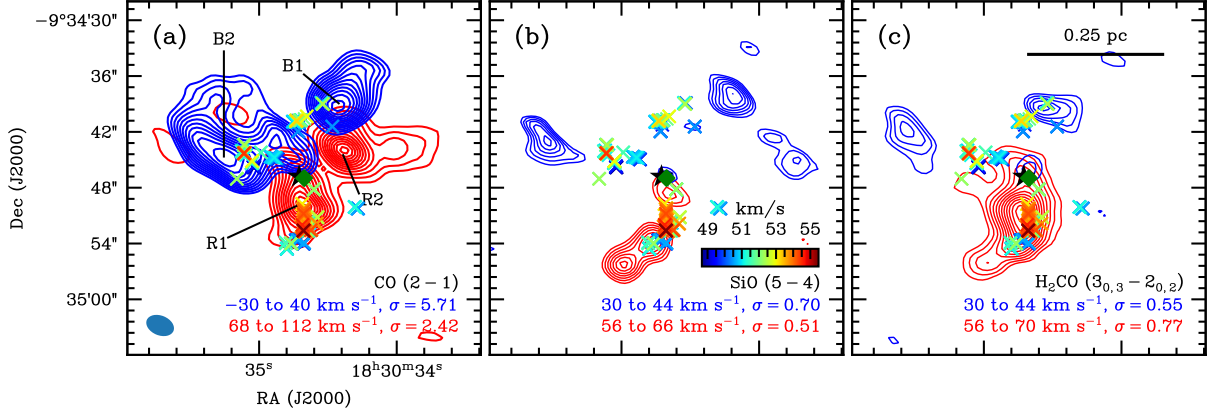 −9°34'30"
36"
42"
48"
54"
35'00"
Dec (J2000)
(a)
B2
B1
R1
R2
CO (2−1)
−30 to 40 km s⁻¹, σ=5.71
68 to 112 km s⁻¹, σ=2.42
35ˢ
18ʰ30ᵐ34ˢ
RA (J2000)
(b)
km/s
49 51 53 55
SiO (5−4)
30 to 44 km s⁻¹, σ=0.70
56 to 66 km s⁻¹, σ=0.51
(c)
0.25 pc
H₂CO (3₀,₃−2₀,₂)
30 to 44 km s⁻¹, σ=0.55
56 to 70 km s⁻¹, σ=0.77